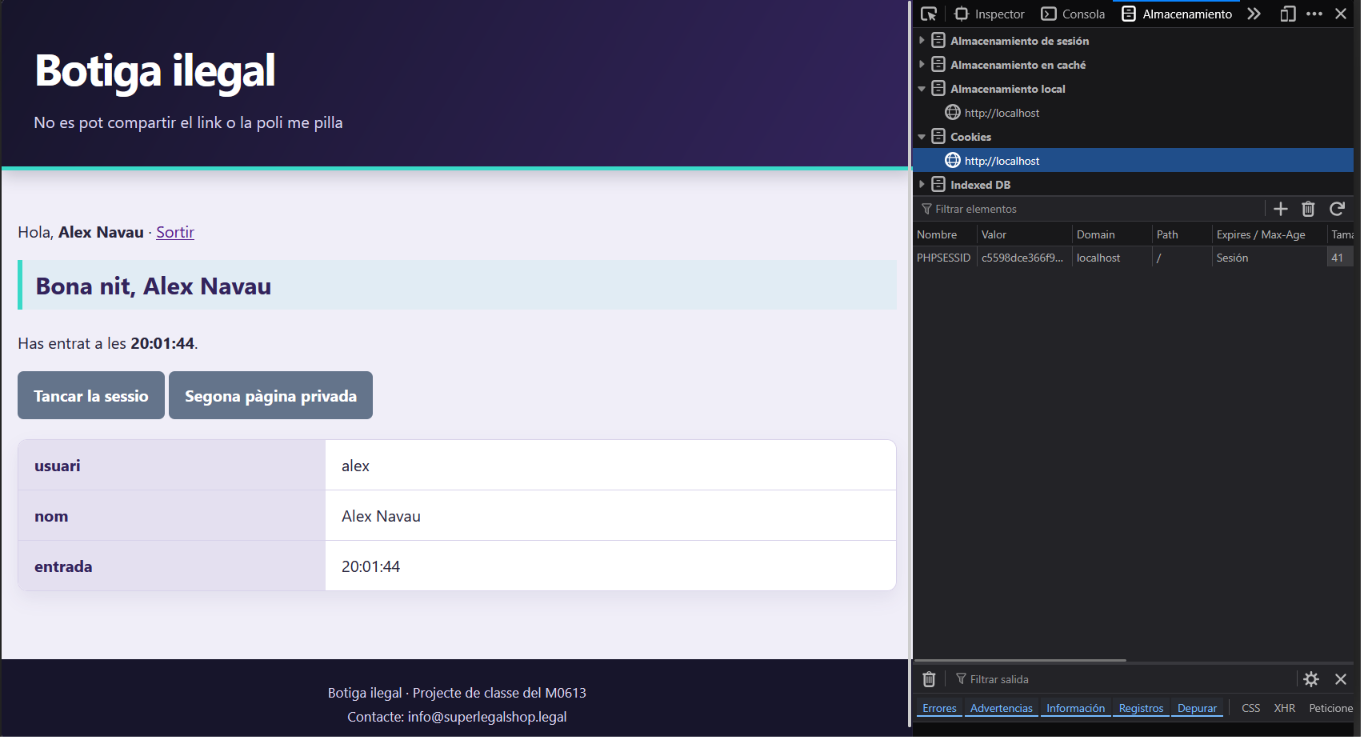 Botiga ilegal
No es pot compartir el link o la poli me pilla
Hola, Alex Navau · Sortir
Bona nit, Alex Navau
Has entrat a les 20:01:44.
Tancar la sessio
Segona pàgina privada
usuari alex
nom Alex Navau
entrada 20:01:44
Botiga ilegal · Projecte de classe del M0613
Contacte: info@superlegalshop.legal
Inspector Consola Almacenamiento
Almacenamiento de sesión
Almacenamiento en caché
Almacenamiento local
http://localhost
Cookies
http://localhost
Indexed DB
Filtrar elementos
Nombre Valor Domain Path Expires / Max-Age Tama
PHPSESSID c5598dce366f9... localhost / Sesión 41
Filtrar salida
Errores Advertencias Información Registros Depurar CSS XHR Peticione